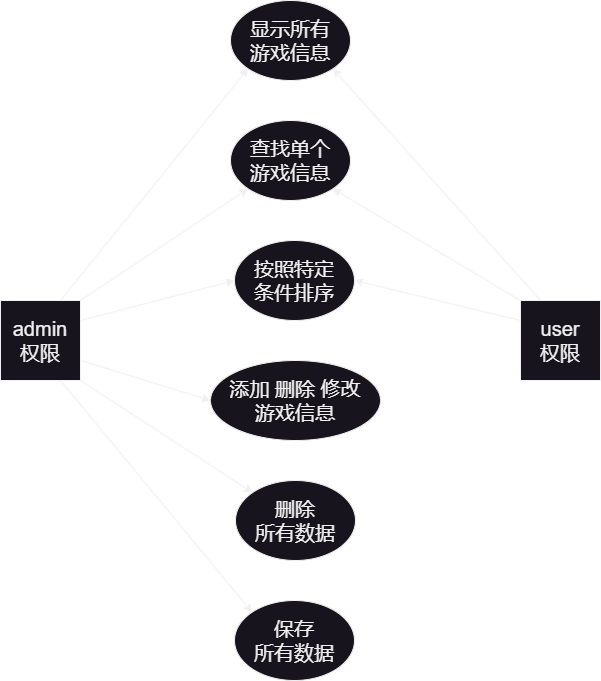 显示所有
游戏信息
查找单个
游戏信息
按照特定
条件排序
admin
权限
user
权限
添加 删除 修改
游戏信息
删除
所有数据
保存
所有数据